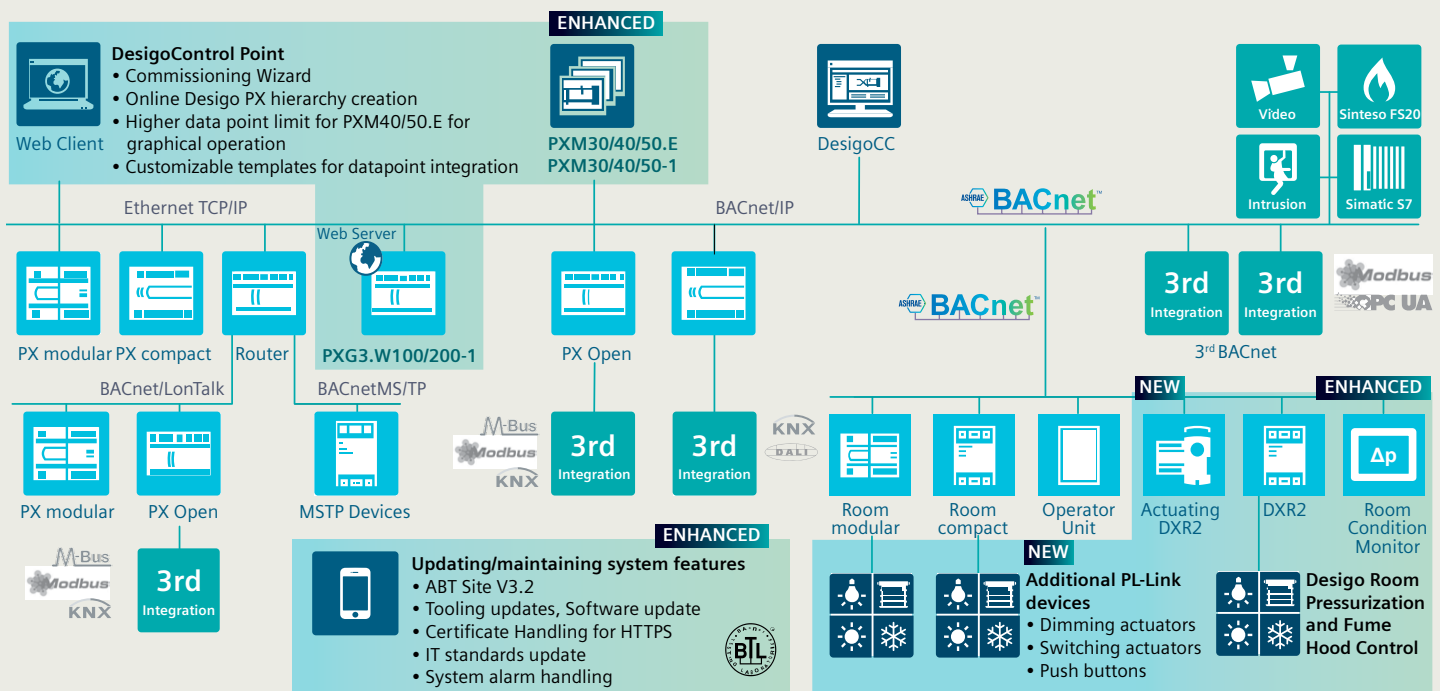 ENHANCED
DesigoControl Point
• Commissioning Wizard
• Online Desigo PX hierarchy creation
• Higher data point limit for PXM40/50.E for
graphical operation
• Customizable templates for datapoint integration
Web Client
PXM30/40/50.E
PXM30/40/50-1
DesigoCC
Video
Sinteso FS20
Intrusion
Simatic S7
Ethernet TCP/IP
BACnet/IP
ASHRAE BACnet™
Web Server
PX modular
PX compact
Router
PXG3.W100/200-1
PX Open
ASHRAE BACnet™
3rd
Integration
3rd
Integration
Modbus
OPC UA
3rd BACnet
BACnet/LonTalk
BACnetMS/TP
PX modular
PX Open
MSTP Devices
M-Bus
Modbus
KNX
3rd
Integration
3rd
Integration
KNX
DALI
M-Bus
Modbus
KNX
3rd
Integration
NEW
ENHANCED
Δp
Room
modular
Room
compact
Operator
Unit
Actuating
DXR2
DXR2
Room
Condition
Monitor
ENHANCED
Updating/maintaining system features
• ABT Site V3.2
• Tooling updates, Software update
• Certificate Handling for HTTPS
• IT standards update
• System alarm handling
BTL
NEW
Additional PL-Link
devices
• Dimming actuators
• Switching actuators
• Push buttons
Desigo Room
Pressurization
and Fume
Hood Control